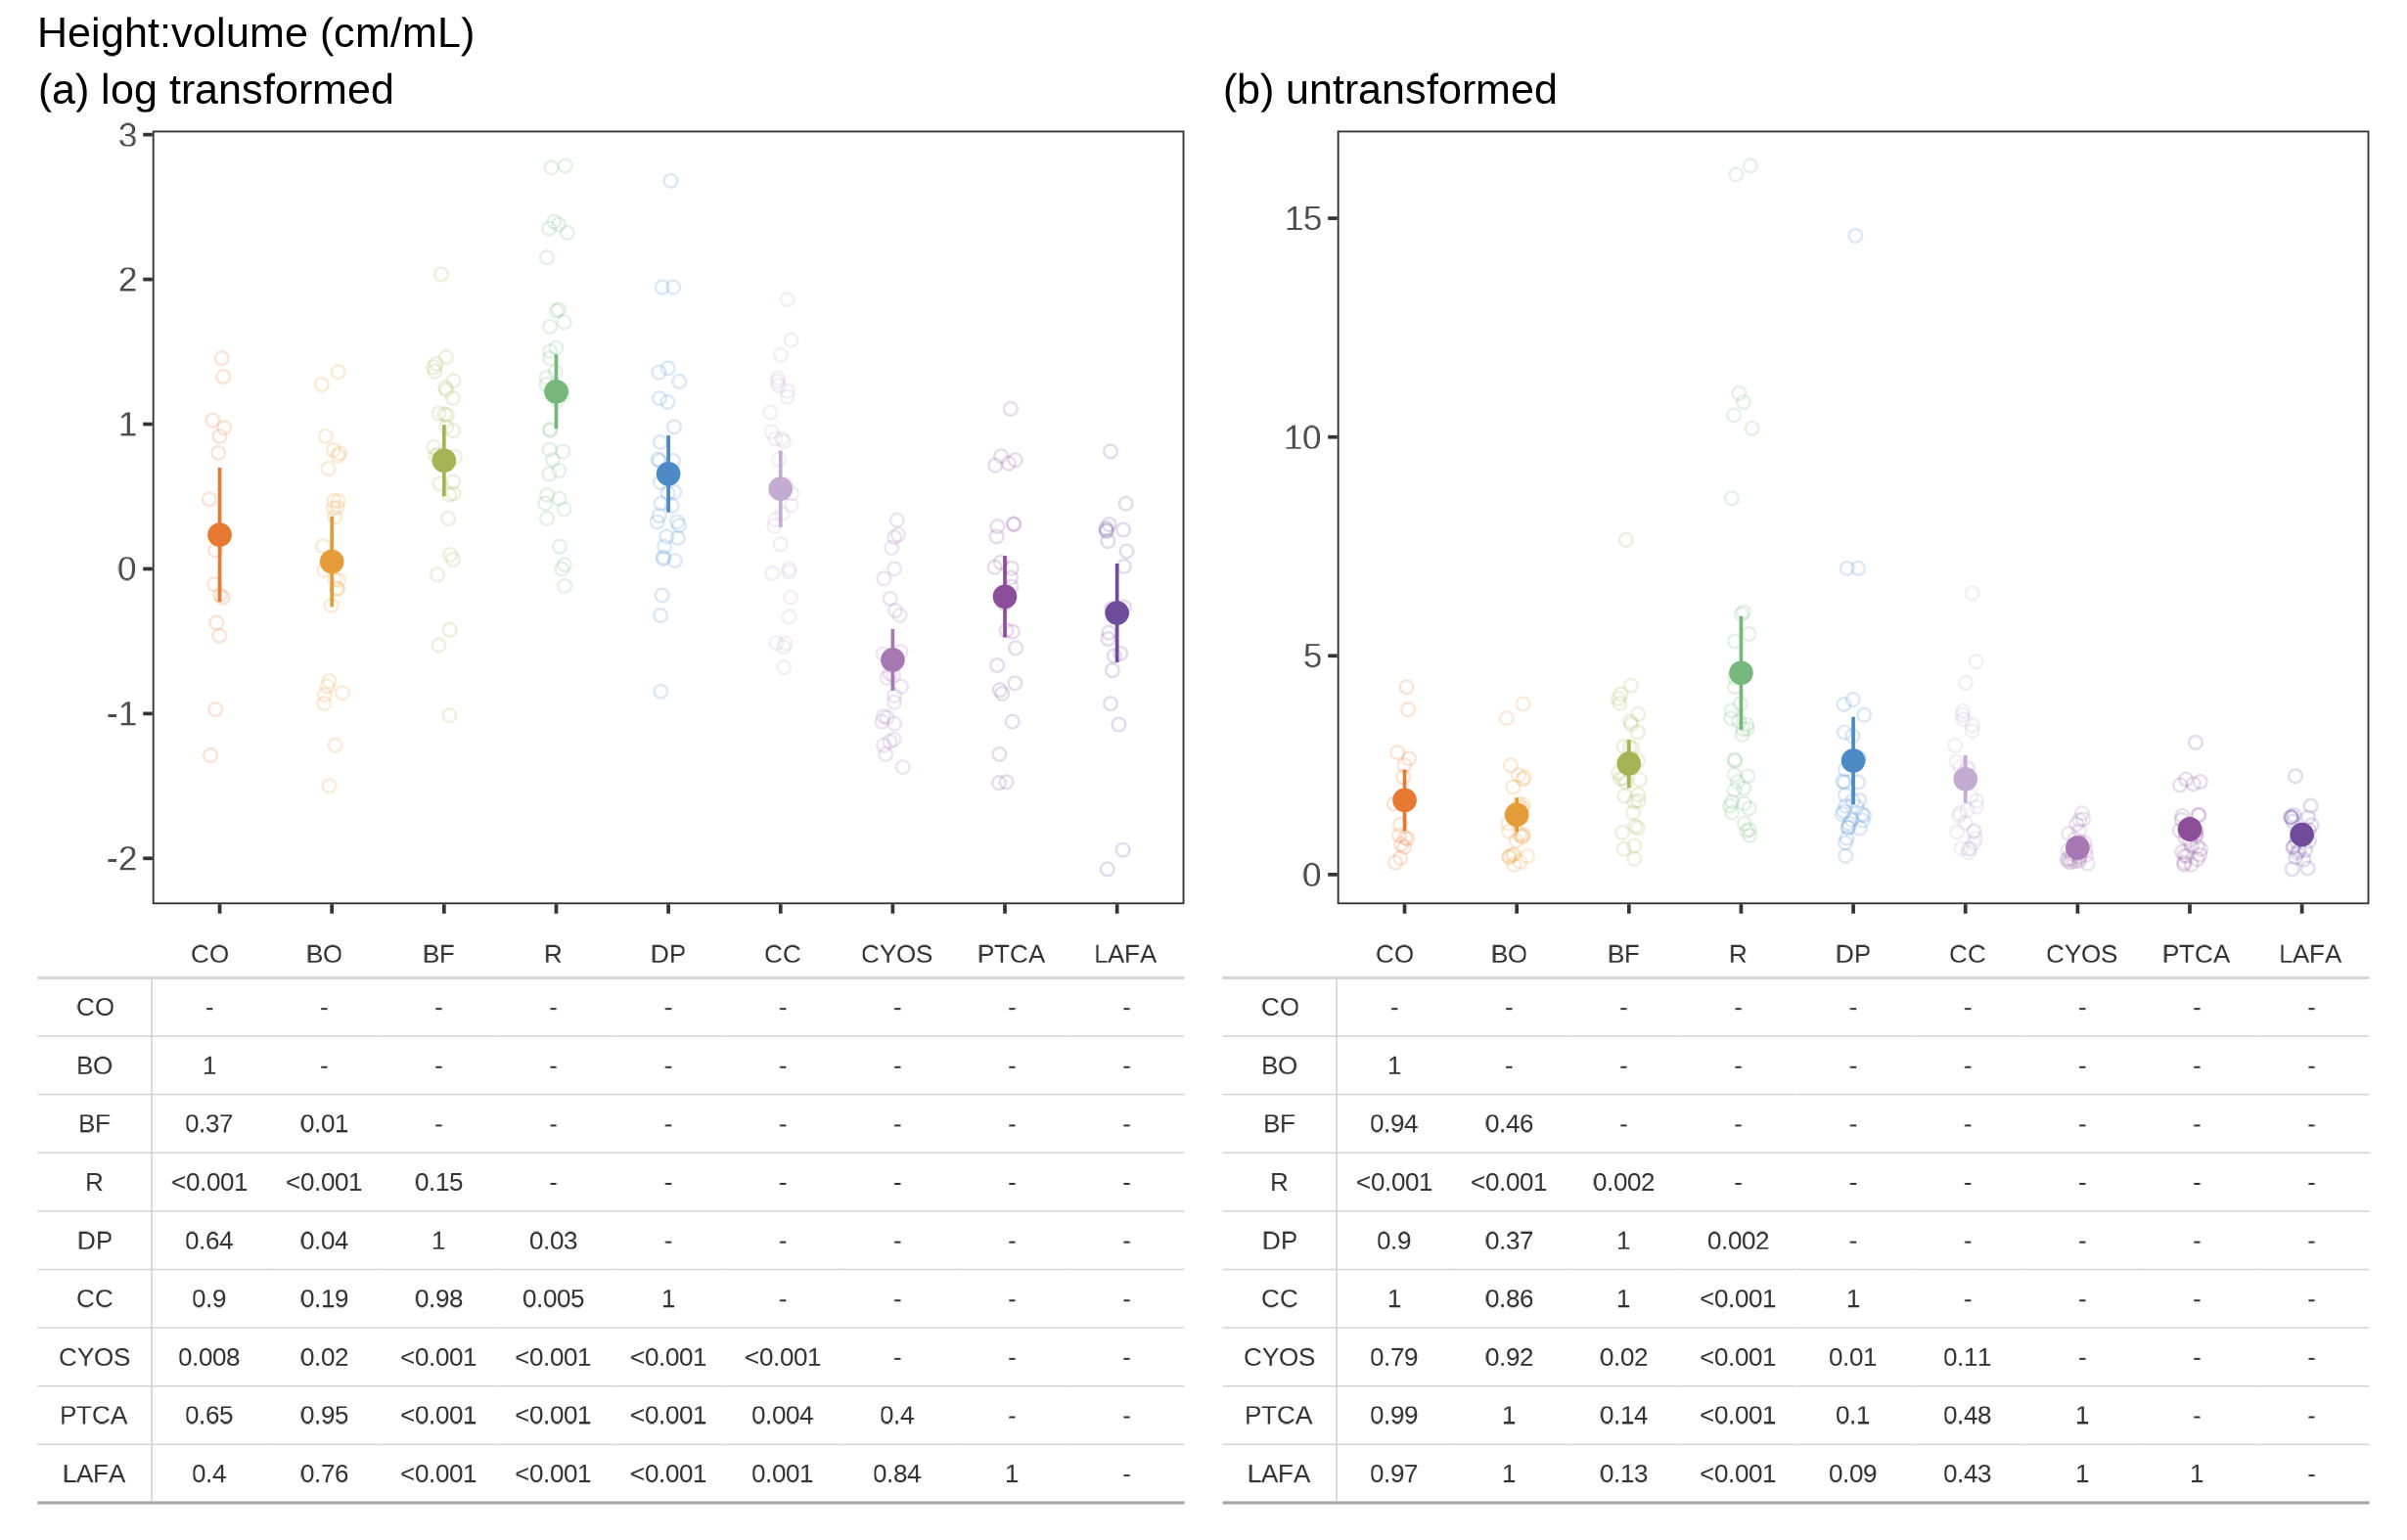 Height:volume (cm/mL)
(a) log transformed
3
2
1
0
-1
-2
CO BO BF R DP CC CYOS PTCA LAFA
CO - - - - - - - - -
BO 1 - - - - - - - -
BF 0.37 0.01 - - - - - - -
R <0.001 <0.001 0.15 - - - - - -
DP 0.64 0.04 1 0.03 - - - - -
CC 0.9 0.19 0.98 0.005 1 - - - -
CYOS 0.008 0.02 <0.001 <0.001 <0.001 <0.001 - - -
PTCA 0.65 0.95 <0.001 <0.001 <0.001 0.004 0.4 - -
LAFA 0.4 0.76 <0.001 <0.001 <0.001 0.001 0.84 1 -
(b) untransformed
15
10
5
0
CO BO BF R DP CC CYOS PTCA LAFA
CO - - - - - - - - -
BO 1 - - - - - - - -
BF 0.94 0.46 - - - - - - -
R <0.001 <0.001 0.002 - - - - - -
DP 0.9 0.37 1 0.002 - - - - -
CC 1 0.86 1 <0.001 1 - - - -
CYOS 0.79 0.92 0.02 <0.001 0.01 0.11 - - -
PTCA 0.99 1 0.14 <0.001 0.1 0.48 1 - -
LAFA 0.97 1 0.13 <0.001 0.09 0.43 1 1 -